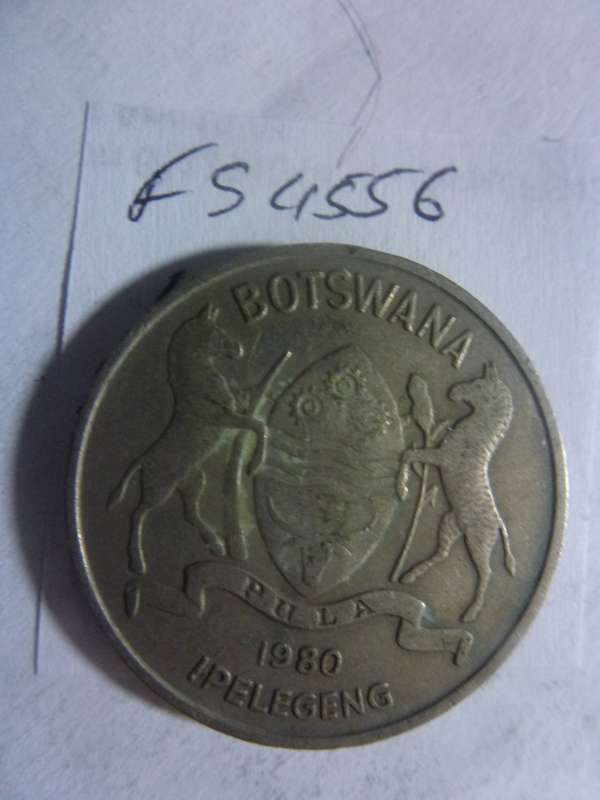 FS4556
BOTSWANA
PULA
1980
IPELEGENG